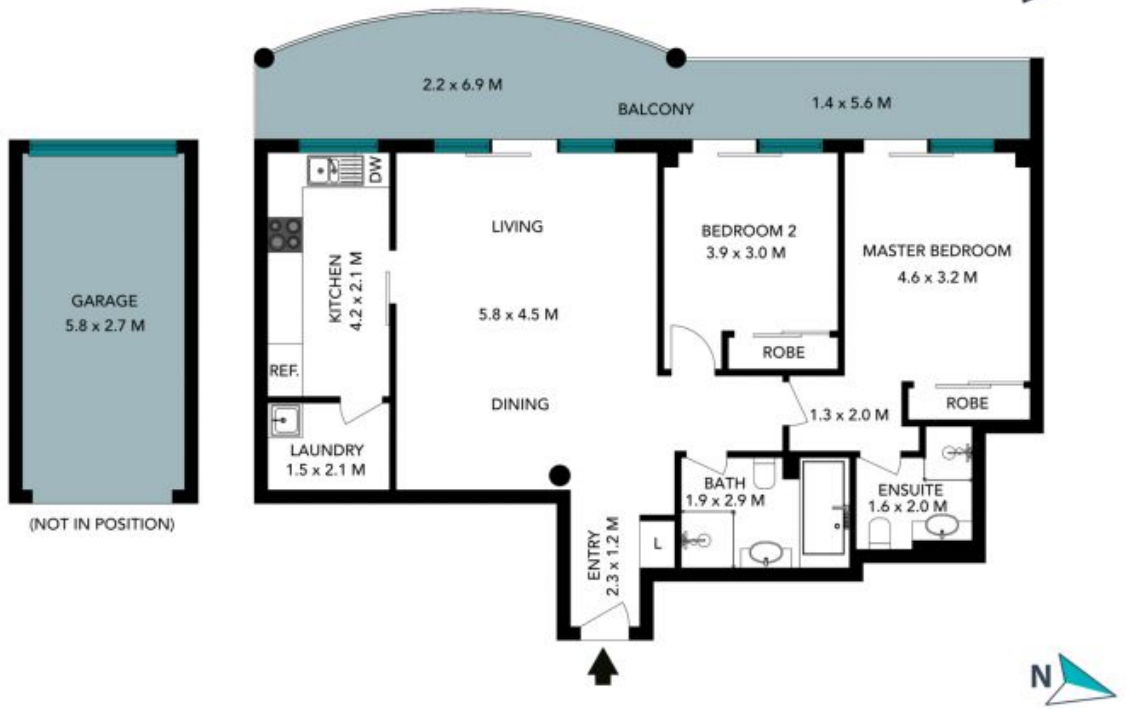 2.2 x 6.9 M
BALCONY
1.4 x 5.6 M
GARAGE
5.8 x 2.7 M
(NOT IN POSITION)
DW
KITCHEN
4.2 x 2.1 M
REF.
LAUNDRY
1.5 x 2.1 M
LIVING
5.8 x 4.5 M
DINING
BEDROOM 2
3.9 x 3.0 M
ROBE
MASTER BEDROOM
4.6 x 3.2 M
ROBE
1.3 x 2.0 M
BATH
1.9 x 2.9 M
ENSUITE
1.6 x 2.0 M
L
ENTRY
2.3 x 1.2 M
N